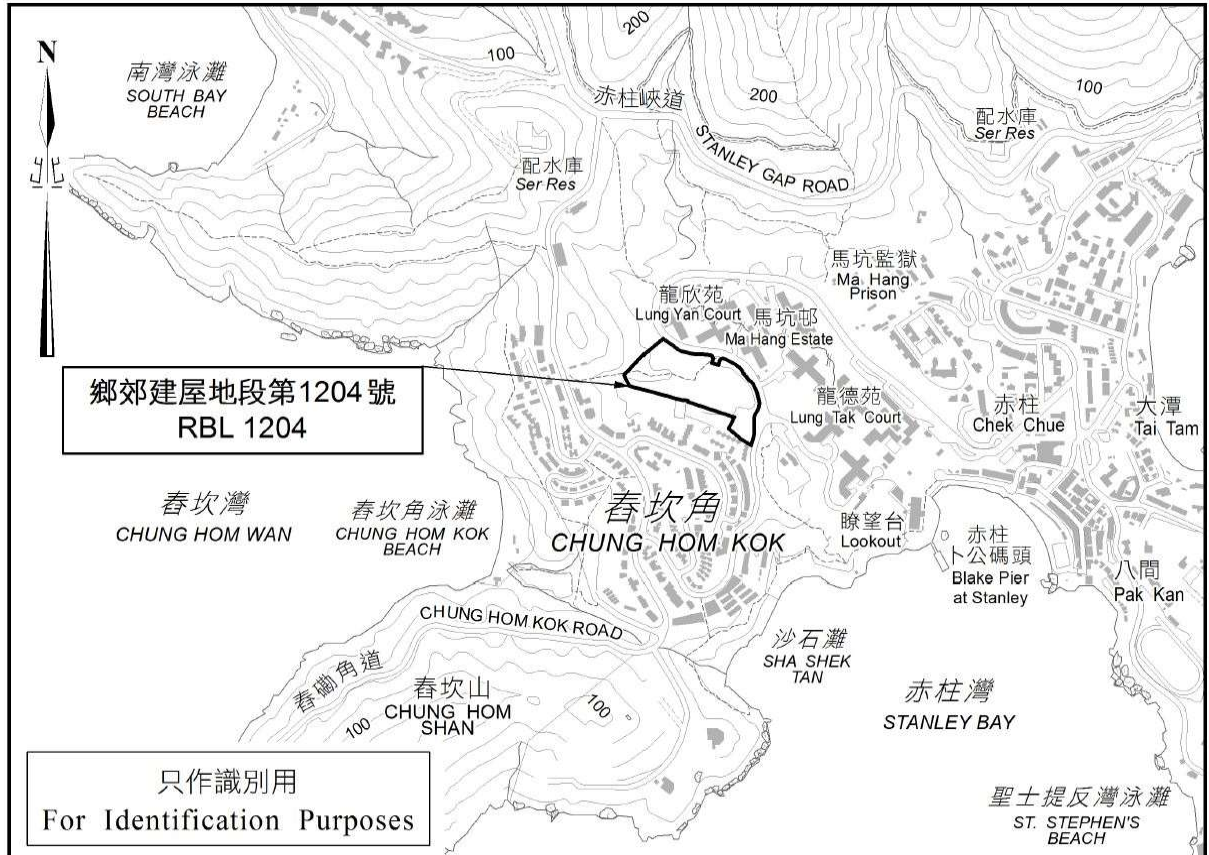 N
南灣泳灘
SOUTH BAY
BEACH
100
200
赤柱峽道
200
100
配水庫
Ser Res
配水庫
Ser Res
STANLEY GAP ROAD
馬坑監獄
Ma Hang
Prison
龍欣苑
Lung Yan Court
馬坑邨
Ma Hang Estate
鄉郊建屋地段第1204號
RBL 1204
龍德苑
Lung Tak Court
赤柱
Chek Chue
大潭
Tai Tam
舂坎灣
CHUNG HOM WAN
舂坎角泳灘
CHUNG HOM KOK
BEACH
舂坎角
CHUNG HOM KOK
瞭望台
Lookout
赤柱
卜公碼頭
Blake Pier
at Stanley
八間
Pak Kan
CHUNG HOM KOK ROAD
舂磡角道
沙石灘
SHA SHEK
TAN
舂坎山
CHUNG HOM
SHAN
100
100
赤柱灣
STANLEY BAY
只作識別用
For Identification Purposes
聖士提反灣泳灘
ST. STEPHEN'S
BEACH